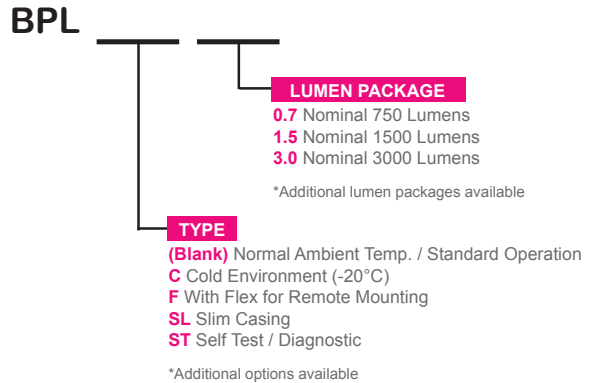 BPL
LUMEN PACKAGE
0.7 Nominal 750 Lumens
1.5 Nominal 1500 Lumens
3.0 Nominal 3000 Lumens
*Additional lumen packages available
TYPE
(Blank) Normal Ambient Temp. / Standard Operation
C Cold Environment (-20°C)
F With Flex for Remote Mounting
SL Slim Casing
ST Self Test / Diagnostic
*Additional options available